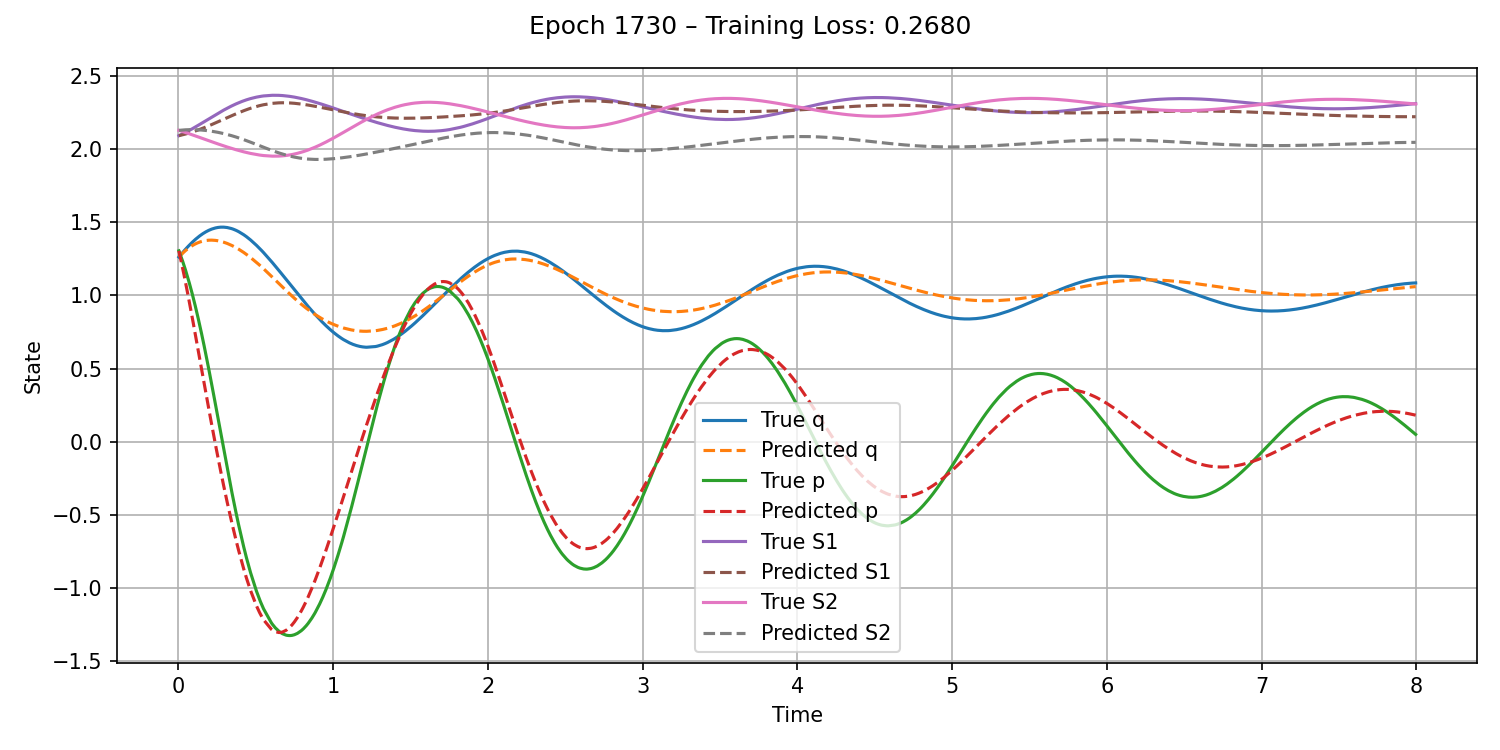 Epoch 1730 – Training Loss: 0.2680
State
2.5
2.0
1.5
1.0
0.5
0.0
−0.5
−1.0
−1.5
True q
Predicted q
True p
Predicted p
True S1
Predicted S1
True S2
Predicted S2
0 1 2 3 4 5 6 7 8
Time